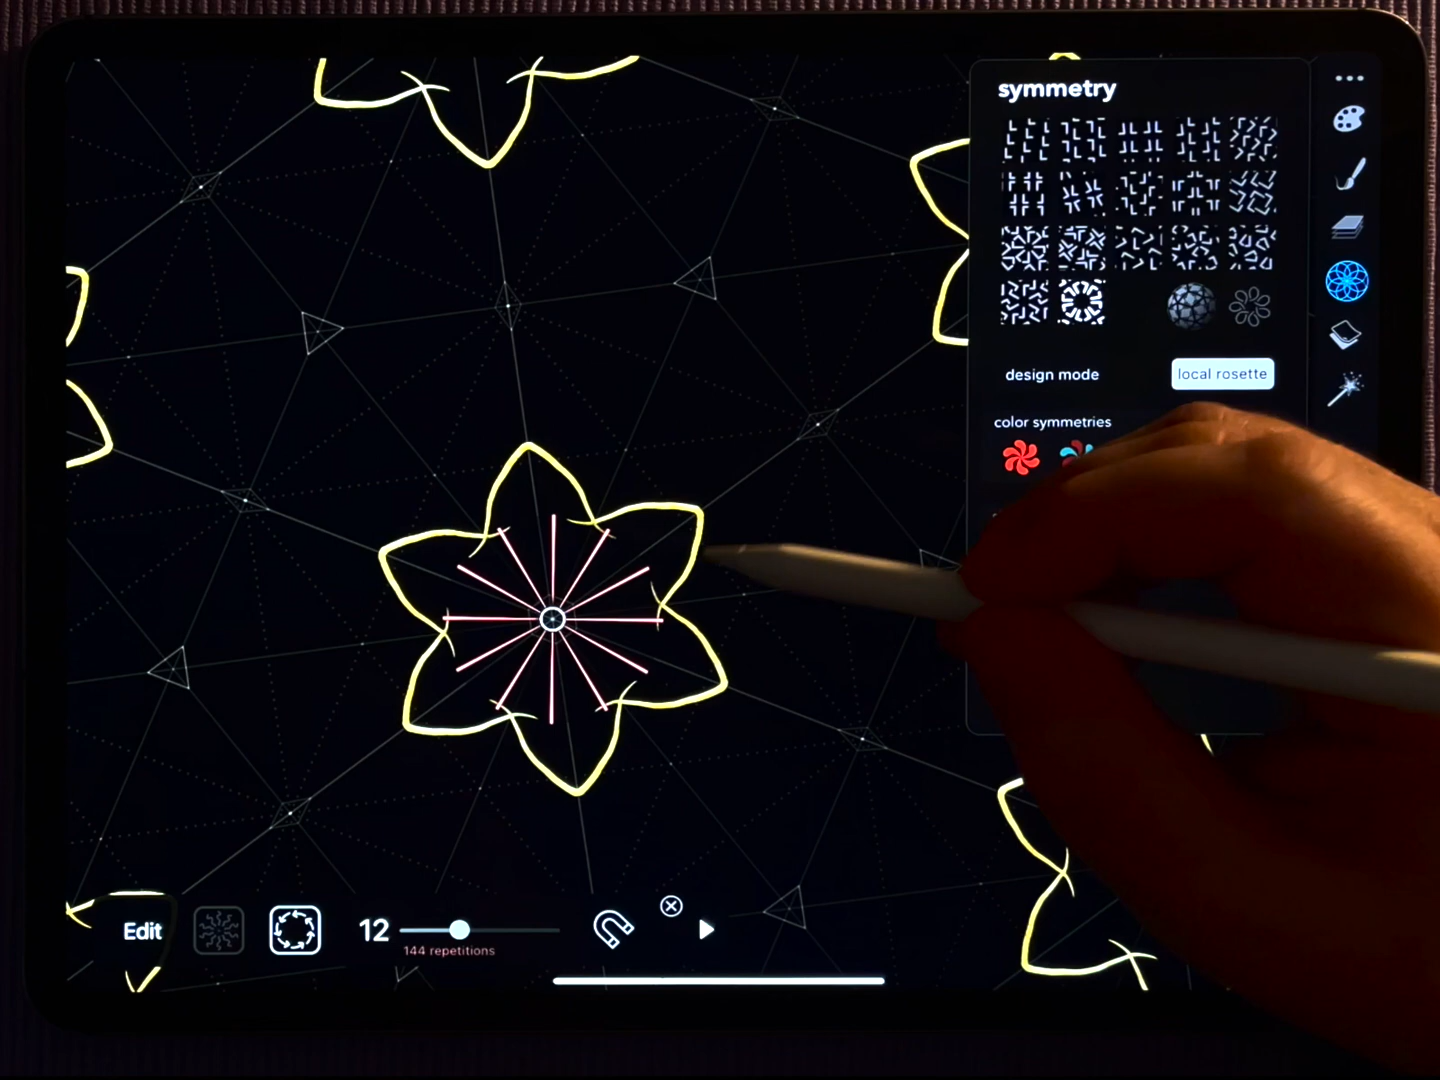 symmetry
design mode
local rosette
color symmetries
Edit
12
144 repetitions